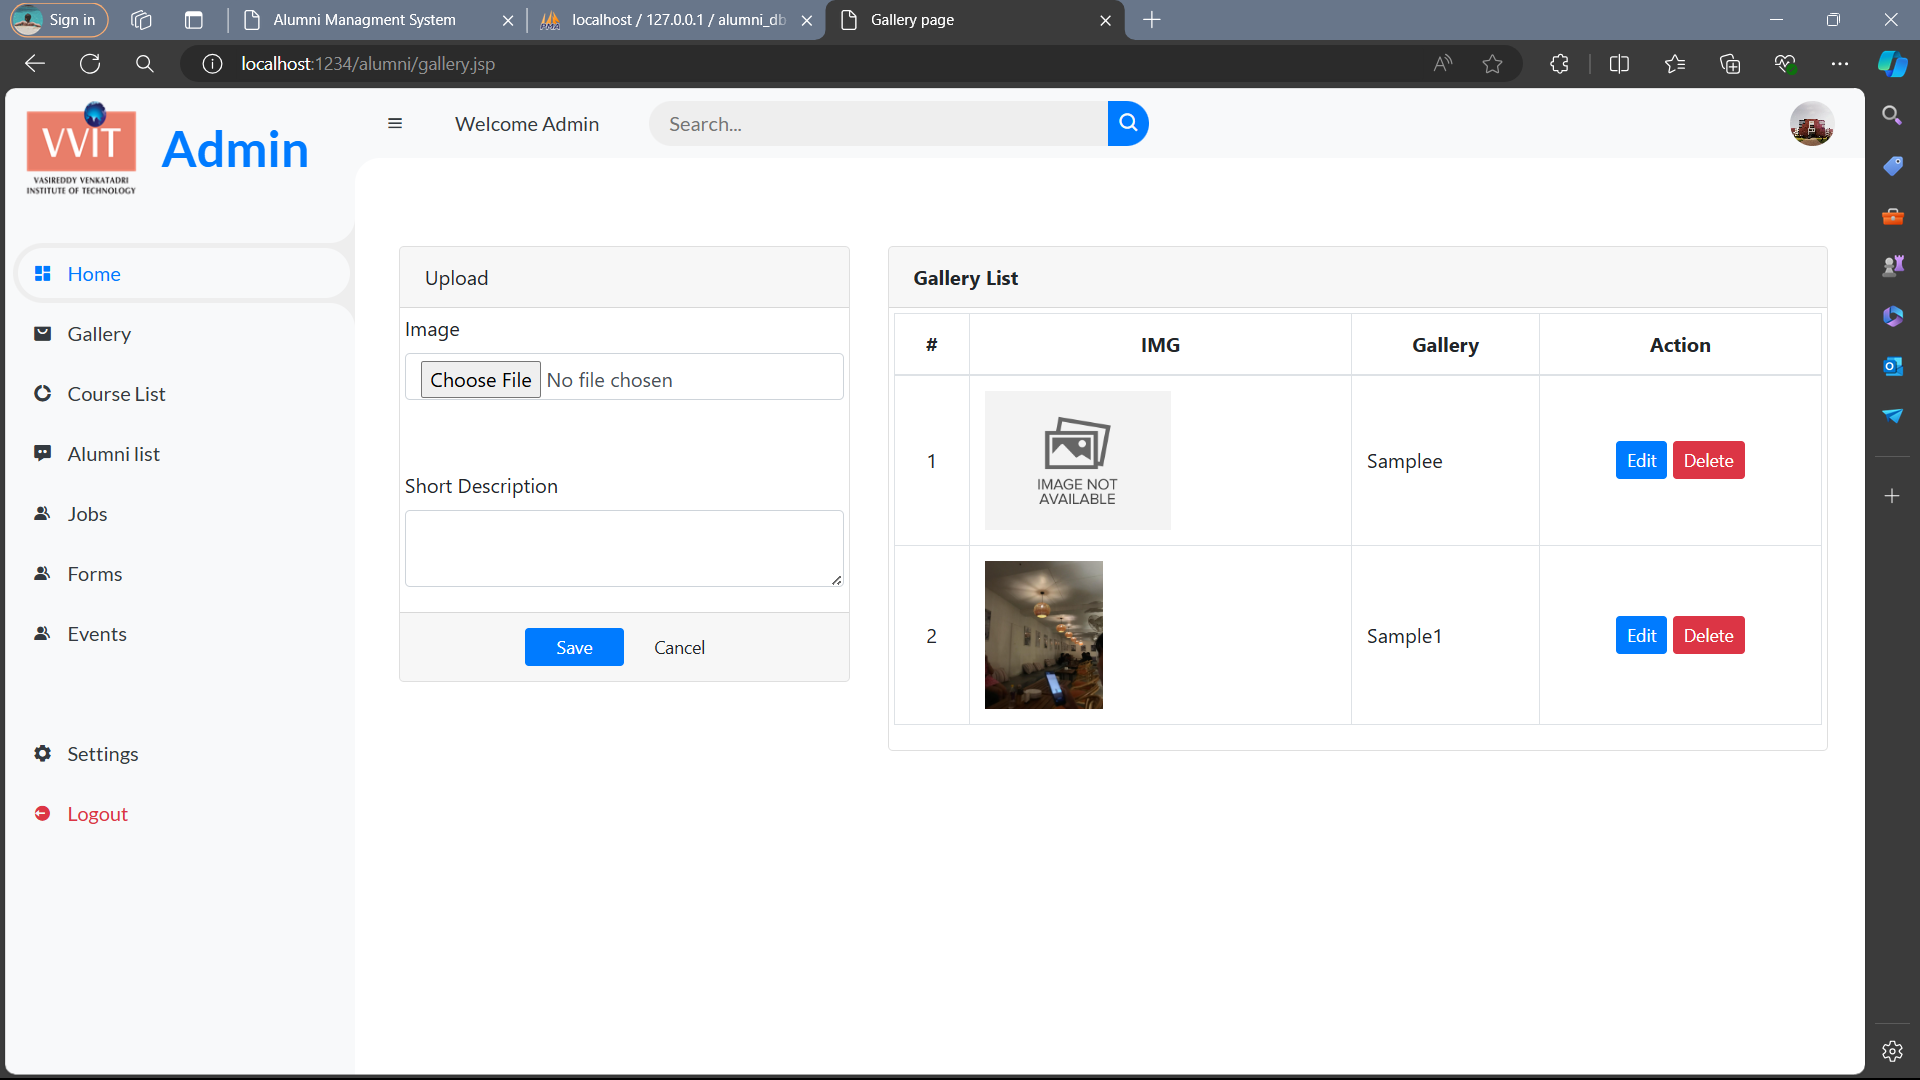 Sign in
Alumni Managment System
localhost / 127.0.0.1 / alumni_db
Gallery page
localhost:1234/alumni/gallery.jsp
VVIT
VASIREDDY VENKATADRI
INSTITUTE OF TECHNOLOGY
Admin
Welcome Admin
Search...
Home
Gallery
Course List
Alumni list
Jobs
Forms
Events
Settings
Logout
Upload
Image
Choose File No file chosen
Short Description
Save Cancel
Gallery List
# IMG Gallery Action
1 IMAGE NOT
AVAILABLE
Samplee Edit Delete
2 Sample1 Edit Delete